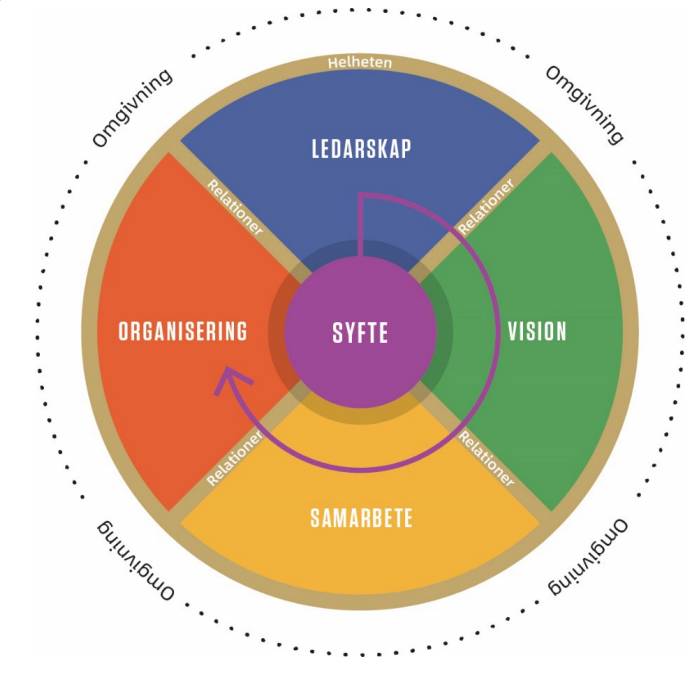 Omgivning
Helheten
Omgivning
LEDARSKAP
Relationer
Relationer
ORGANISERING
SYFTE
VISION
Relationer
Relationer
SAMARBETE
Omgivning
Omgivning